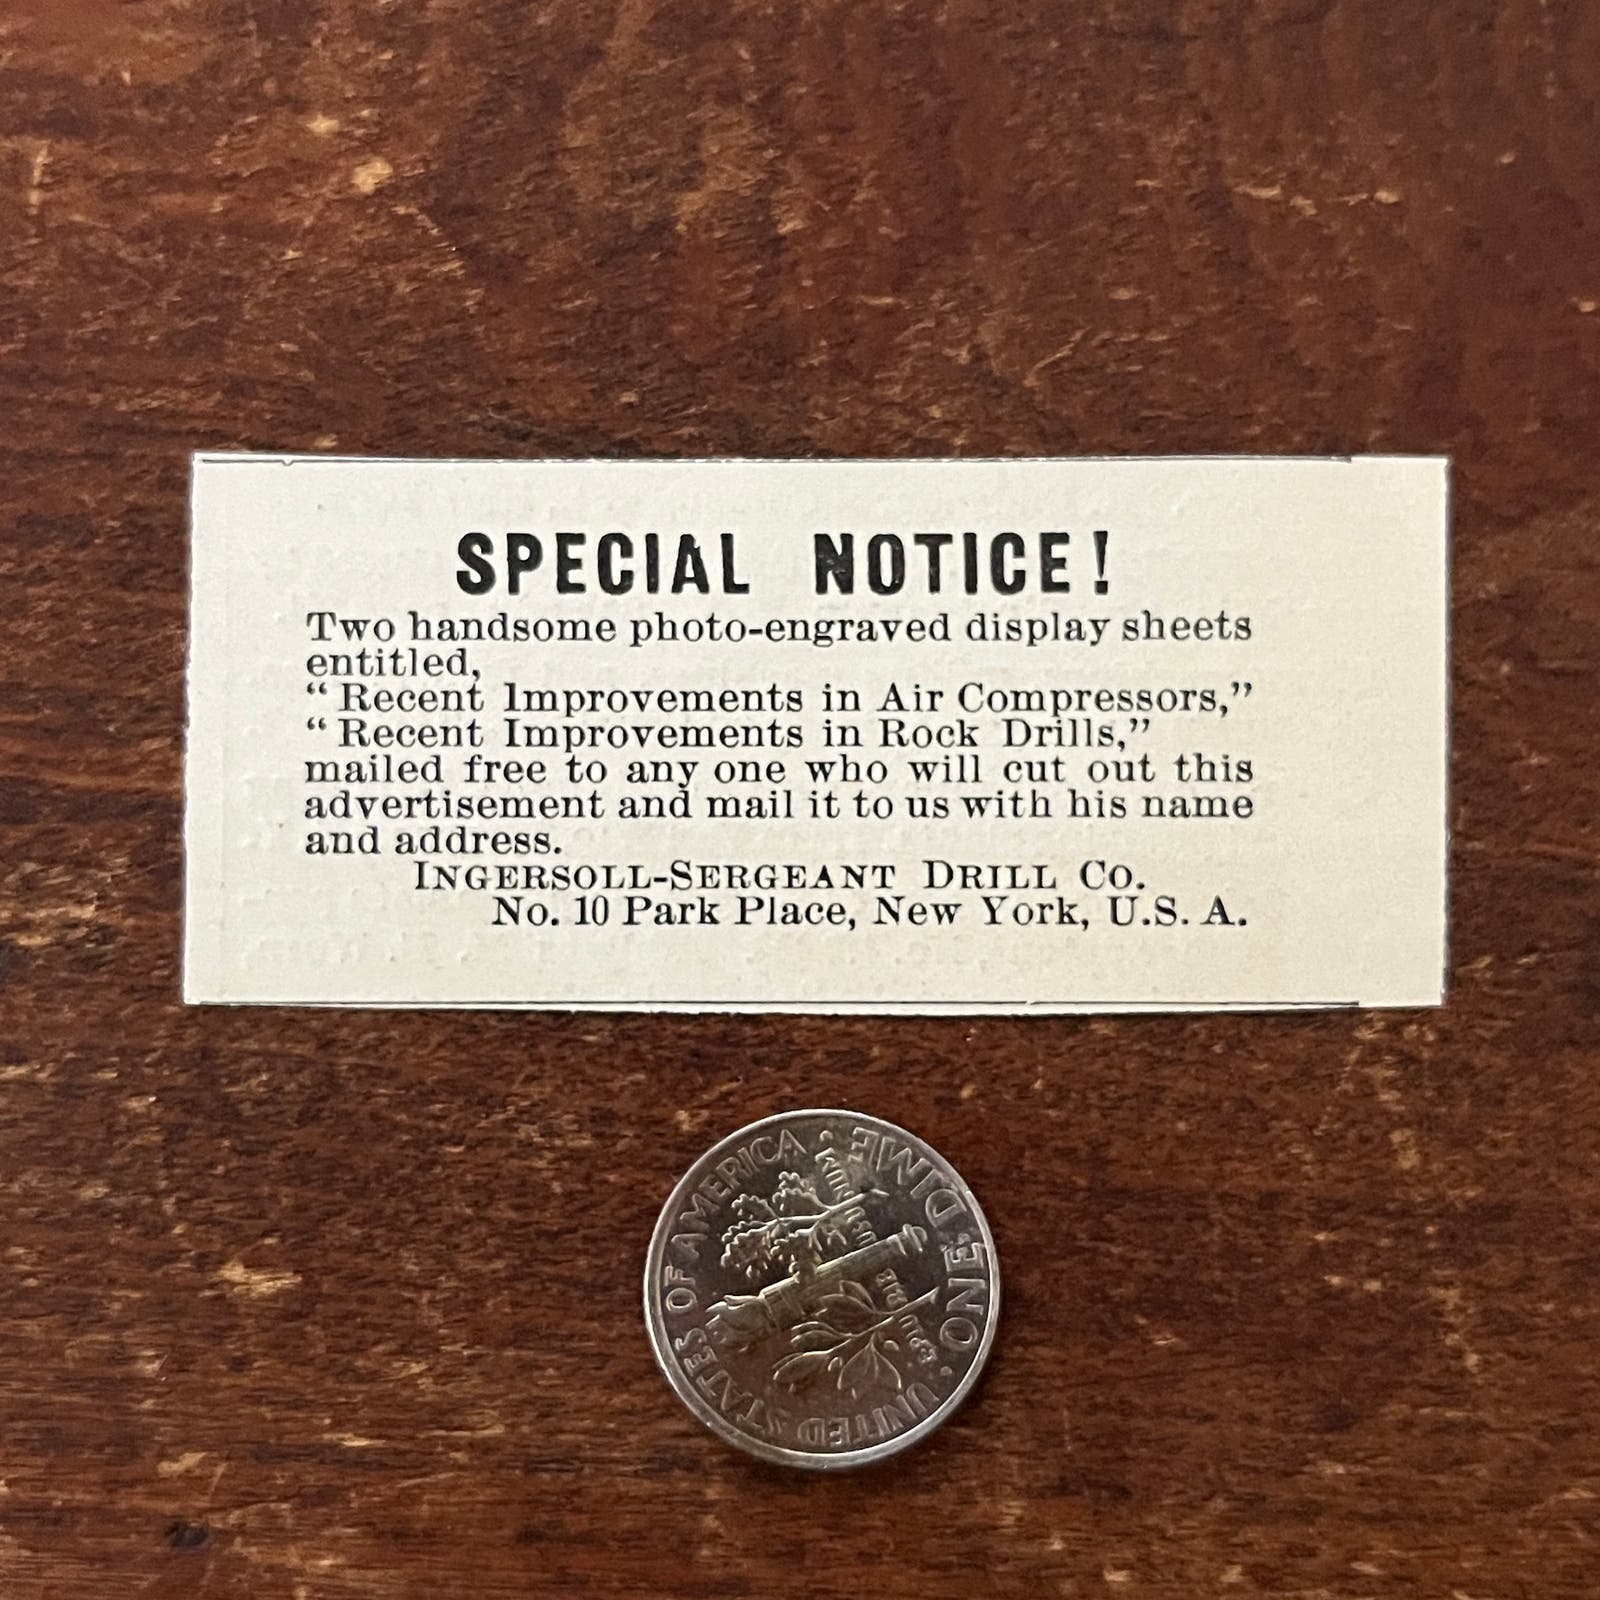 SPECIAL NOTICE!
Two handsome photo-engraved display sheets
entitled,
“Recent Improvements in Air Compressors,”
“Recent Improvements in Rock Drills,”
mailed free to any one who will cut out this
advertisement and mail it to us with his name
and address.
INGERSOLL-SERGEANT DRILL CO.
No. 10 Park Place, New York, U.S. A.
UNITED STATES OF AMERICA · ONE DIME ·